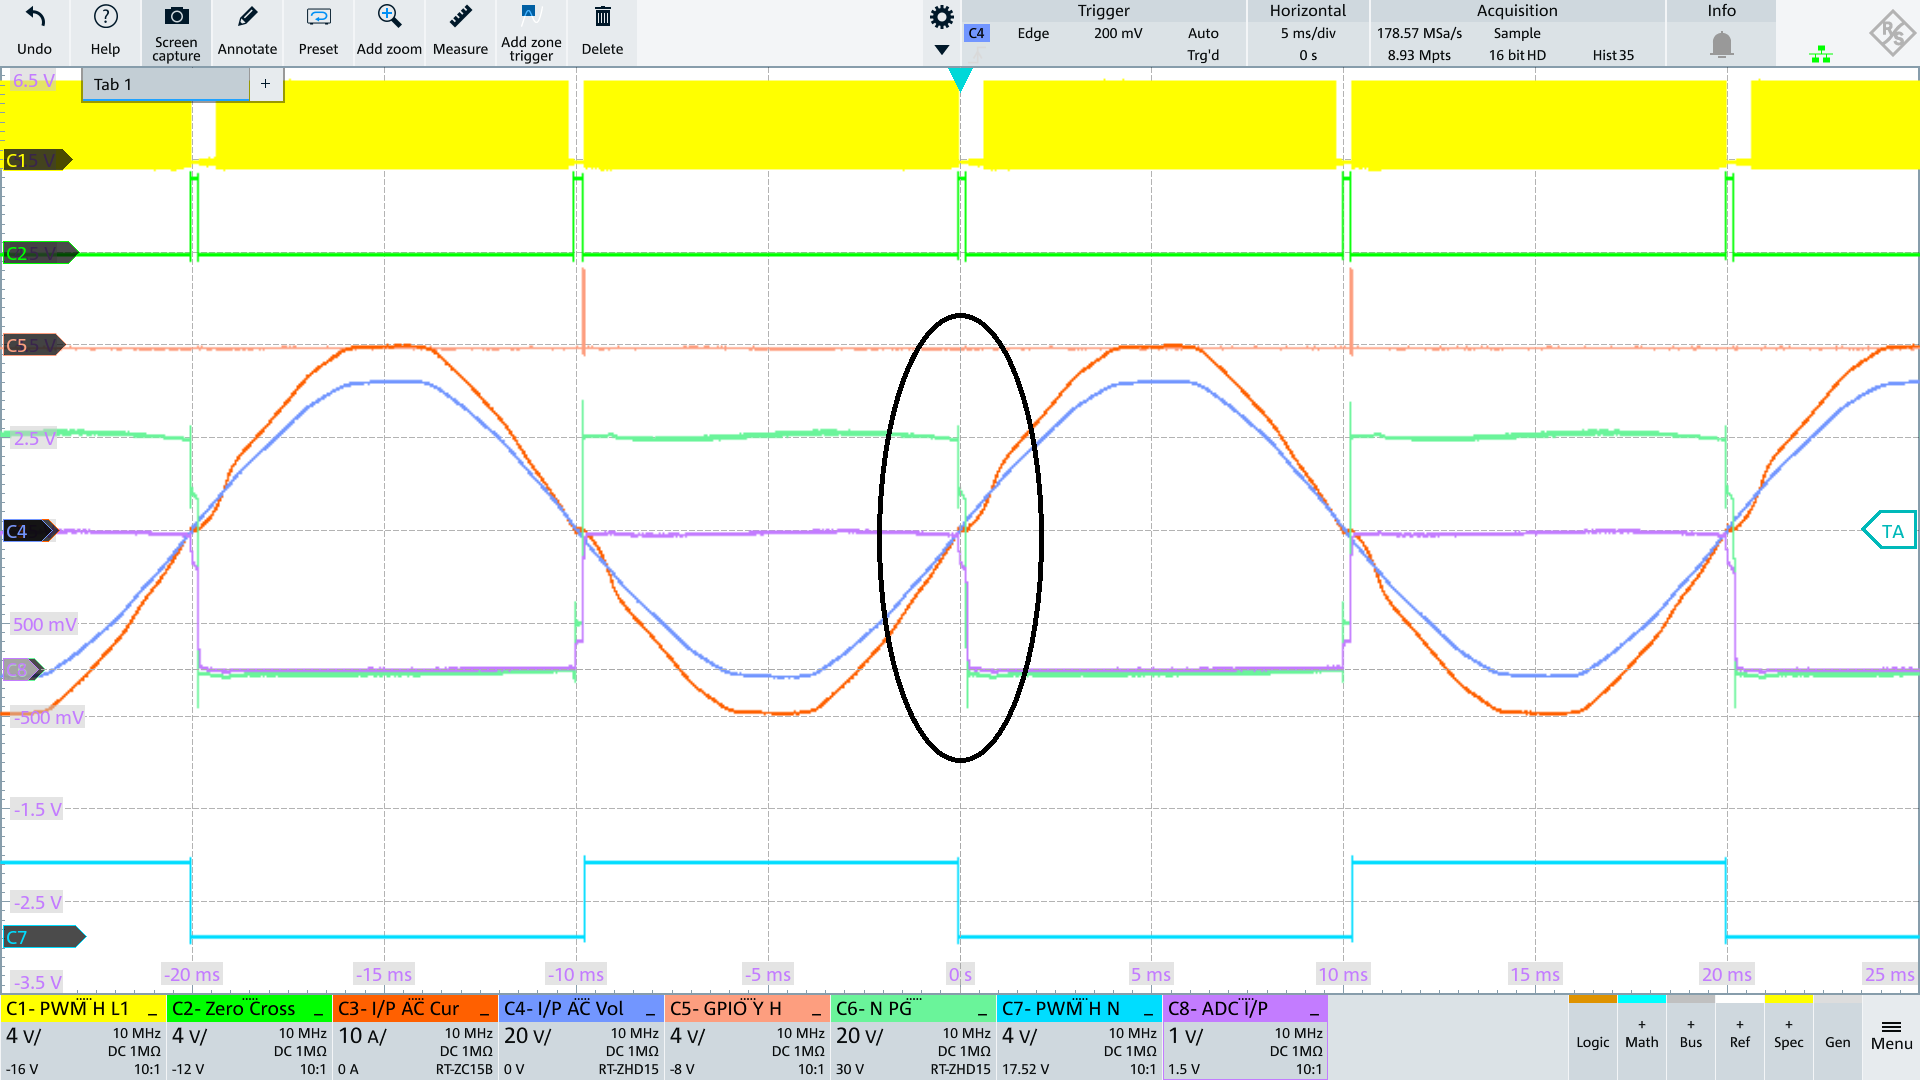 Undo
Help
Screen capture
Annotate
Preset
Add zoom
Measure
Add zone trigger
Delete
Trigger
C4 Edge 200 mV Auto
Trig'd
Horizontal
5 ms/div
0 s
Acquisition
178.57 MSa/s Sample
8.93 Mpts 16 bit HD Hist 35
Info
R&S
6.5 V
Tab 1
+
C1
C2
C5
2.5 V
C4
TA
500 mV
C6
-500 mV
-1.5 V
-2.5 V
C7
-3.5 V
-20 ms
-15 ms
-10 ms
-5 ms
0 s
5 ms
10 ms
15 ms
20 ms
25 ms
C1- PWM H L1
4 V/ 10 MHz
DC 1MΩ
-16 V 10:1
C2- Zero Cross
4 V/ 10 MHz
DC 1MΩ
-12 V 10:1
C3- I/P AC Cur
10 A/ 10 MHz
DC 1MΩ
0 A RT-ZC15B
C4- I/P AC Vol
20 V/ 10 MHz
DC 1MΩ
0 V RT-ZHD15
C5- GPIO Y H
4 V/ 10 MHz
DC 1MΩ
-8 V 10:1
C6- N PG
20 V/ 10 MHz
DC 1MΩ
30 V RT-ZHD15
C7- PWM H N
4 V/ 10 MHz
DC 1MΩ
17.52 V 10:1
C8- ADC I/P
1 V/ 10 MHz
DC 1MΩ
1.5 V 10:1
Logic
+ Math
+ Bus
+ Ref
+ Spec
Gen
Menu